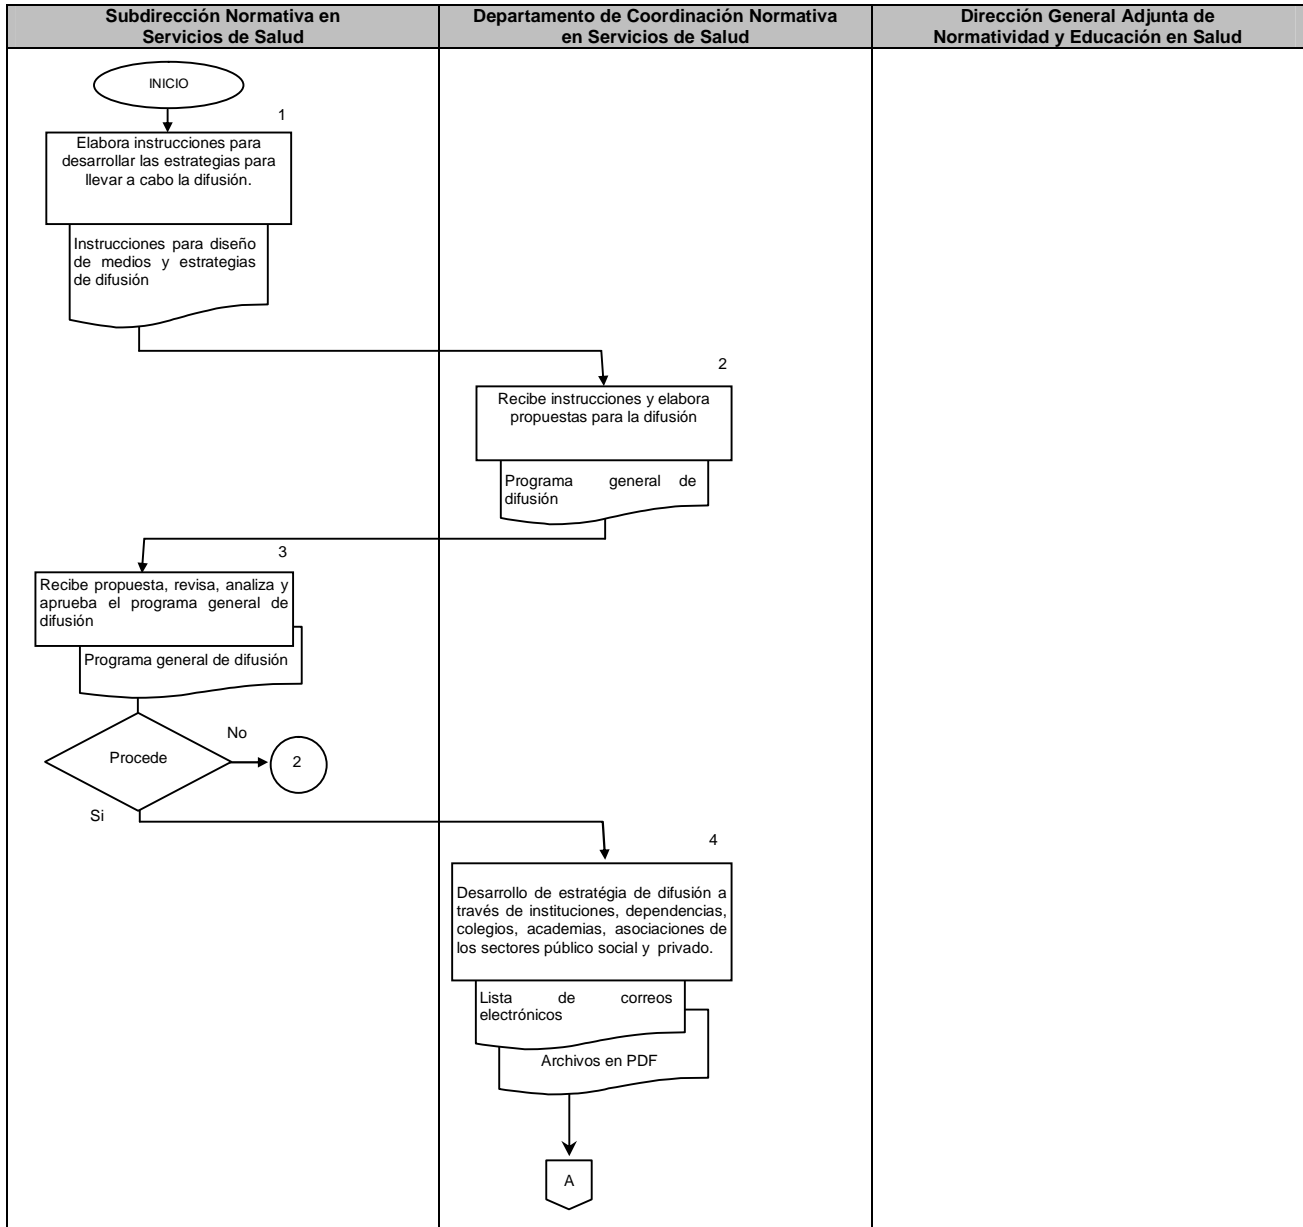 Subdirección Normativa en
Servicios de Salud
Departamento de Coordinación Normativa
en Servicios de Salud
Dirección General Adjunta de
Normatividad y Educación en Salud
INICIO
1
Elabora instrucciones para
desarrollar las estrategias para
llevar a cabo la difusión.
Instrucciones para diseño
de medios y estrategias
de difusión
2
Recibe instrucciones y elabora
propuestas para la difusión
Programa general de
difusión
3
Recibe propuesta, revisa, analiza y
aprueba el programa general de
difusión
Programa general de difusión
Procede
No
2
Si
4
Desarrollo de estratégia de difusión a
través de instituciones, dependencias,
colegios, academias, asociaciones de
los sectores público social y privado.
Lista de correos
electrónicos
Archivos en PDF
A